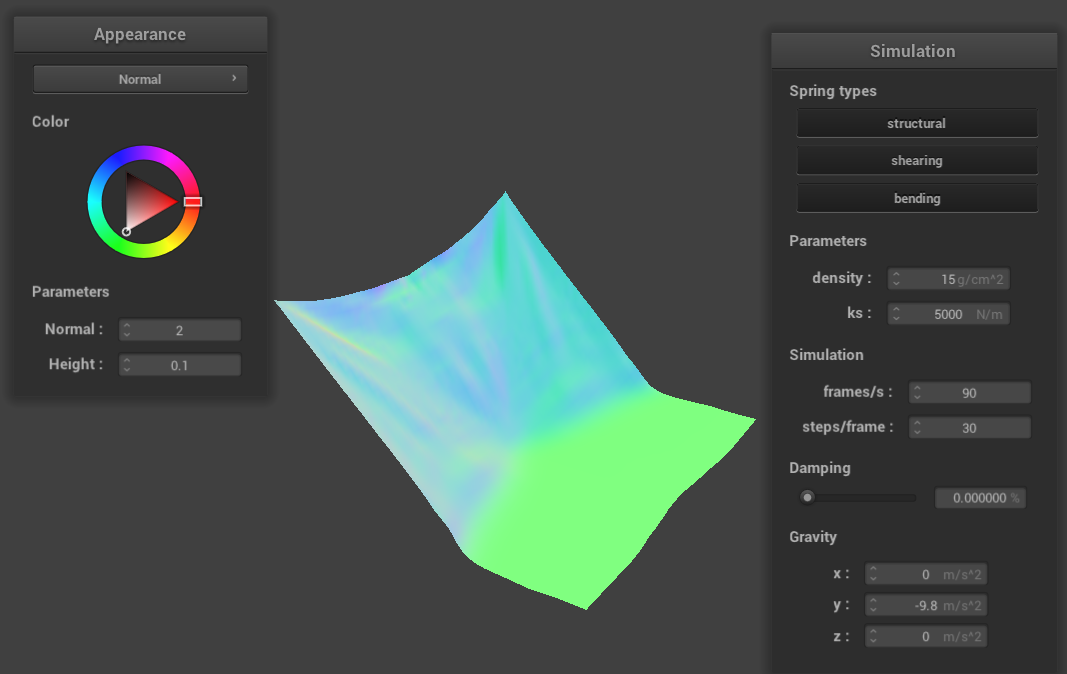 Appearance
Normal
Color
Parameters
Normal :
2
Height :
0.1
Simulation
Spring types
structural
shearing
bending
Parameters
density :
15 g/cm^2
ks :
5000 N/m
Simulation
frames/s :
90
steps/frame :
30
Damping
0.000000 %
Gravity
x :
0 m/s^2
y :
-9.8 m/s^2
z :
0 m/s^2